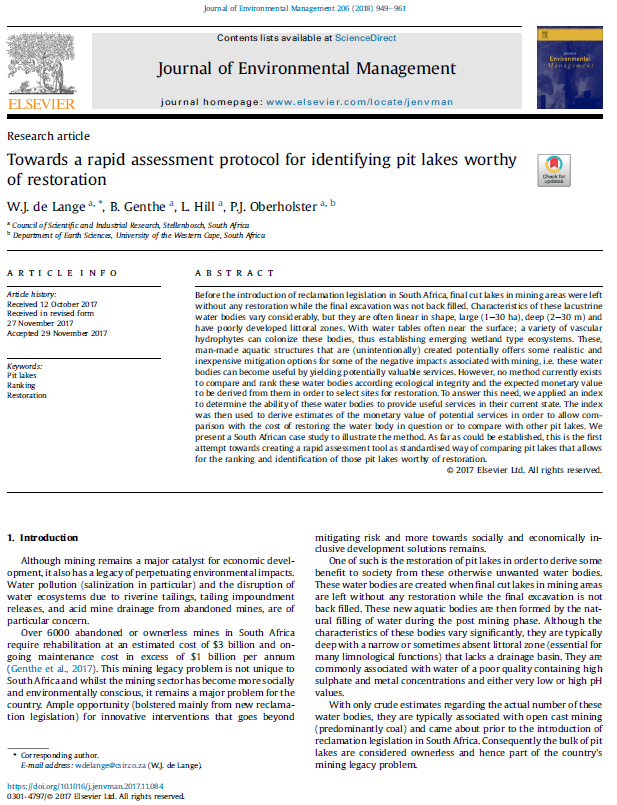 Journal of Environmental Management 206 (2018) 949–961
Contents lists available at ScienceDirect
Journal of Environmental Management
journal homepage: www.elsevier.com/locate/jenvman
ELSEVIER
Environmental
Management
Research article
Towards a rapid assessment protocol for identifying pit lakes worthy
of restoration
Check for
updates
W.J. de Lange a, *, B. Genthe a, L. Hill a, P.J. Oberholster a, b
a Council of Scientific and Industrial Research, Stellenbosch, South Africa
b Department of Earth Sciences, University of the Western Cape, South Africa
ARTICLE INFO
Article history:
Received 12 October 2017
Received in revised form
27 November 2017
Accepted 29 November 2017
Keywords:
Pit lakes
Ranking
Restoration
ABSTRACT
Before the introduction of reclamation legislation in South Africa, final cut lakes in mining areas were left
without any restoration while the final excavation was not back filled. Characteristics of these lacustrine
water bodies vary considerably, but they are often linear in shape, large (1–30 ha), deep (2–30 m) and
have poorly developed littoral zones. With water tables often near the surface; a variety of vascular
hydrophytes can colonize these bodies, thus establishing emerging wetland type ecosystems. These,
man-made aquatic structures that are (unintentionally) created potentially offers some realistic and
inexpensive mitigation options for some of the negative impacts associated with mining, i.e. these water
bodies can become useful by yielding potentially valuable services. However, no method currently exists
to compare and rank these water bodies according ecological integrity and the expected monetary value
to be derived from them in order to select sites for restoration. To answer this need, we applied an index
to determine the ability of these water bodies to provide useful services in their current state. The index
was then used to derive estimates of the monetary value of potential services in order to allow com-
parison with the cost of restoring the water body in question or to compare with other pit lakes. We
present a South African case study to illustrate the method. As far as could be established, this is the first
attempt towards creating a rapid assessment tool as standardised way of comparing pit lakes that allows
for the ranking and identification of those pit lakes worthy of restoration.
© 2017 Elsevier Ltd. All rights reserved.
1. Introduction
Although mining remains a major catalyst for economic devel-
opment, it also has a legacy of perpetuating environmental impacts.
Water pollution (salinization in particular) and the disruption of
water ecosystems due to riverine tailings, tailing impoundment
releases, and acid mine drainage from abandoned mines, are of
particular concern.
Over 6000 abandoned or ownerless mines in South Africa
require rehabilitation at an estimated cost of $3 billion and on-
going maintenance cost in excess of $1 billion per annum
(Genthe et al., 2017). This mining legacy problem is not unique to
South Africa and whilst the mining sector has become more socially
and environmentally conscious, it remains a major problem for the
country. Ample opportunity (bolstered mainly from new reclama-
tion legislation) for innovative interventions that goes beyond
mitigating risk and more towards socially and economically in-
clusive development solutions remains.
One of such is the restoration of pit lakes in order to derive some
benefit to society from these otherwise unwanted water bodies.
These water bodies are created when final cut lakes in mining areas
are left without any restoration while the final excavation is not
back filled. These new aquatic bodies are then formed by the nat-
ural filling of water during the post mining phase. Although the
characteristics of these bodies vary significantly, they are typically
deep with a narrow or sometimes absent littoral zone (essential for
many limnological functions) that lacks a drainage basin. They are
commonly associated with water of a poor quality containing high
sulphate and metal concentrations and either very low or high pH
values.
With only crude estimates regarding the actual number of these
water bodies, they are typically associated with open cast mining
(predominantly coal) and came about prior to the introduction of
reclamation legislation in South Africa. Consequently the bulk of pit
lakes are considered ownerless and hence part of the country's
mining legacy problem.
* Corresponding author.
E-mail address: wdelange@csir.co.za (W.J. de Lange).
https://doi.org/10.1016/j.jenvman.2017.11.084
0301-4797/© 2017 Elsevier Ltd. All rights reserved.